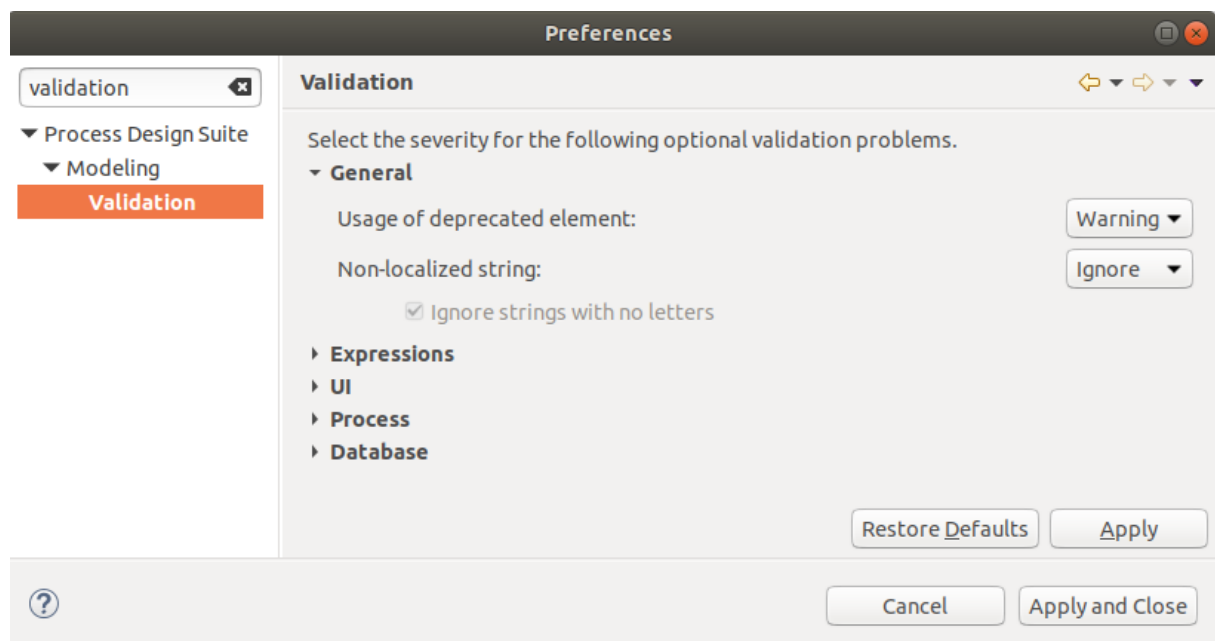 Preferences
validation
Process Design Suite
Modeling
Validation
Validation
Select the severity for the following optional validation problems.
General
Usage of deprecated element: Warning
Non-localized string: Ignore
Ignore strings with no letters
Expressions
UI
Process
Database
Restore Defaults Apply
? Cancel Apply and Close